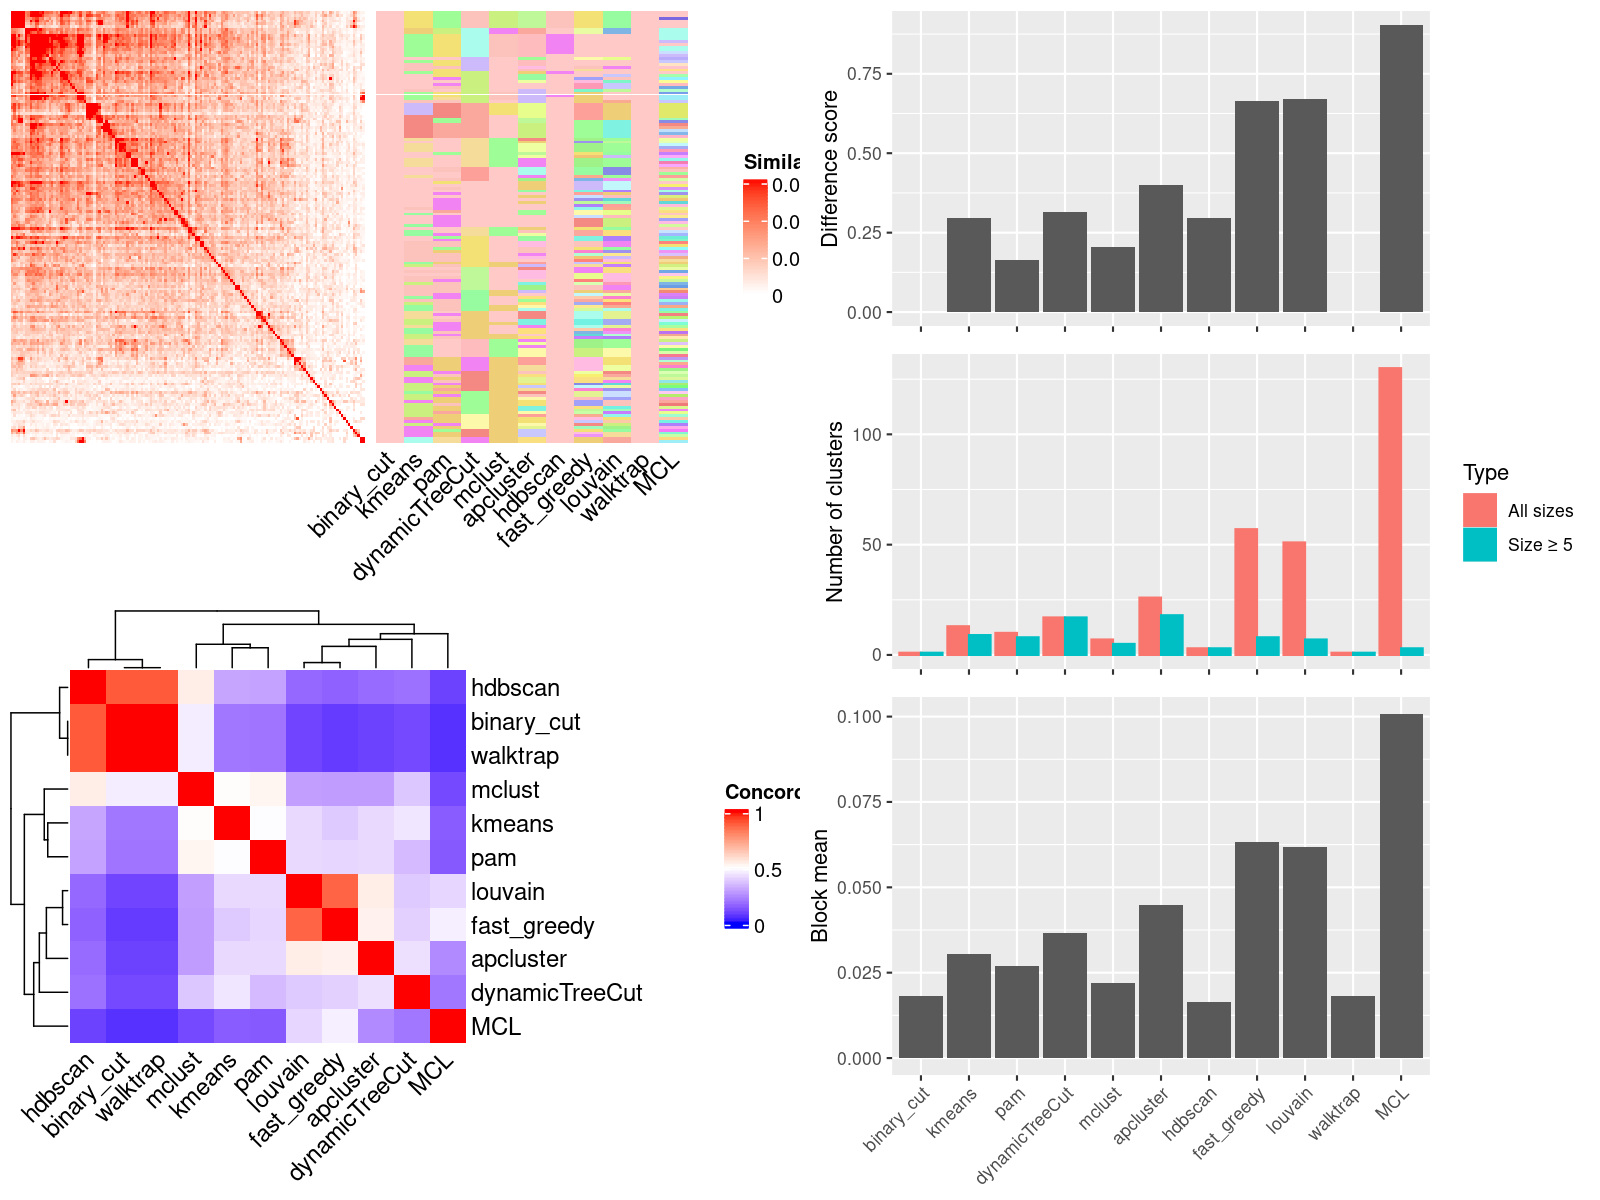 Simila
0.0
0.0
0.0
0
binary_cut
kmeans
pam
dynamicTreeCut
mclust
apcluster
hdbscan
fast_greedy
louvain
walktrap
MCL
hdbscan
binary_cut
walktrap
mclust
kmeans
pam
louvain
fast_greedy
apcluster
dynamicTreeCut
MCL
hdbscan
binary_cut
walktrap
mclust
kmeans
pam
louvain
fast_greedy
apcluster
dynamicTreeCut
MCL
Concord
1
0.5
0
Difference score
0.75
0.50
0.25
0.00
Number of clusters
100
50
0
Type
All sizes
Size ≥ 5
Block mean
0.100
0.075
0.050
0.025
0.000
binary_cut
kmeans
pam
dynamicTreeCut
mclust
apcluster
hdbscan
fast_greedy
louvain
walktrap
MCL